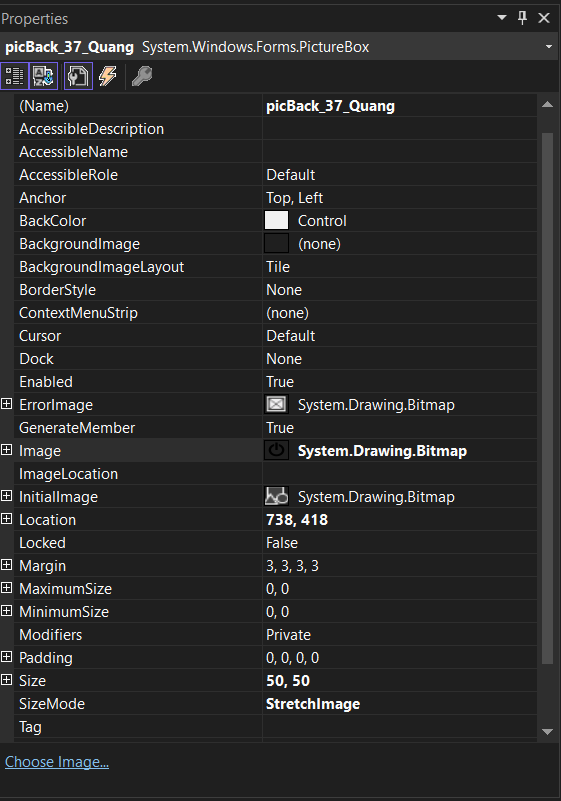 Properties
picBack_37_Quang System.Windows.Forms.PictureBox
(Name) picBack_37_Quang
AccessibleDescription
AccessibleName
AccessibleRole Default
Anchor Top, Left
BackColor Control
BackgroundImage (none)
BackgroundImageLayout Tile
BorderStyle None
ContextMenuStrip (none)
Cursor Default
Dock None
Enabled True
ErrorImage System.Drawing.Bitmap
GenerateMember True
Image System.Drawing.Bitmap
ImageLocation
InitialImage System.Drawing.Bitmap
Location 738, 418
Locked False
Margin 3, 3, 3, 3
MaximumSize 0, 0
MinimumSize 0, 0
Modifiers Private
Padding 0, 0, 0, 0
Size 50, 50
SizeMode StretchImage
Tag
Choose Image...